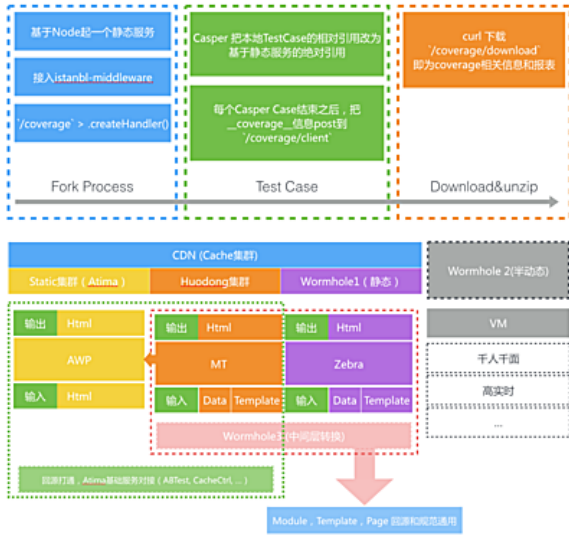 基于Node起一个静态服务
接入istanbl-middleware
`/coverage` > .createHandler()
Casper 把本地TestCase的相对引用改为
基于静态服务的绝对引用
每个Casper Case结束之后，把
__coverage__信息post到
`/coverage/client`
curl 下载
`/coverage/download`
即为coverage相关信息和报表
Fork Process
Test Case
Download&unzip
CDN (Cache集群)
Static集群 ( Atima )
Huodong集群
Wormhole1 ( 静态 )
Wormhole 2(半动态)
输出 Html
输出 Html
输出 Html
VM
AWP
MT
Zebra
千人千面
高实时
...
输入 Html
输入 Data Template
输入 Data Template
Wormhole3(中间层转换)
回源打通，Atima基础服务对接 ( ABTest, CacheCtrl, ... )
Module , Template , Page 回源和规范通用